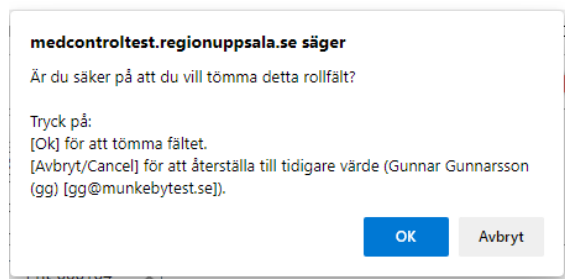 medcontroltest.regionuppsala.se säger
Är du säker på att du vill tömma detta rollfält?
Tryck på:
[Ok] för att tömma fältet.
[Avbryt/Cancel] för att återställa till tidigare värde (Gunnar Gunnarsson
(gg) [gg@munkebytest.se]).
OK
Avbryt